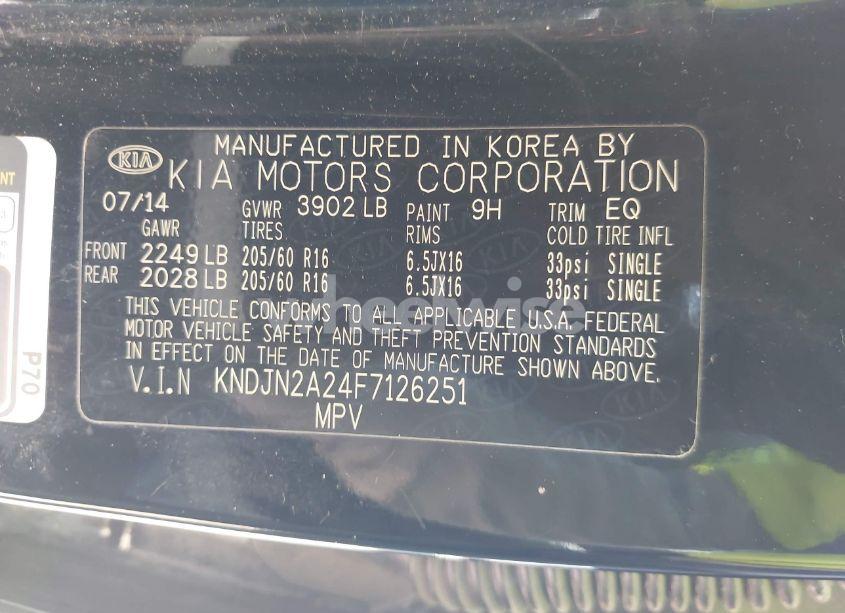 MANUFACTURED IN KOREA BY
KIA KIA MOTORS CORPORATION
07/14 GVWR 3902 LB PAINT 9H TRIM EQ
GAWR TIRES RIMS COLD TIRE INFL
FRONT 2249 LB 205/60 R16 6.5JX16 33psi SINGLE
REAR 2028 LB 205/60 R16 6.5JX16 33psi SINGLE
THIS VEHICLE CONFORMS TO ALL APPLICABLE U.S.A. FEDERAL
MOTOR VEHICLE SAFETY AND THEFT PREVENTION STANDARDS
IN EFFECT ON THE DATE OF MANUFACTURE SHOWN ABOVE.
V.I.N KNDJN2A24F7126251
MPV
P70
wheelwise